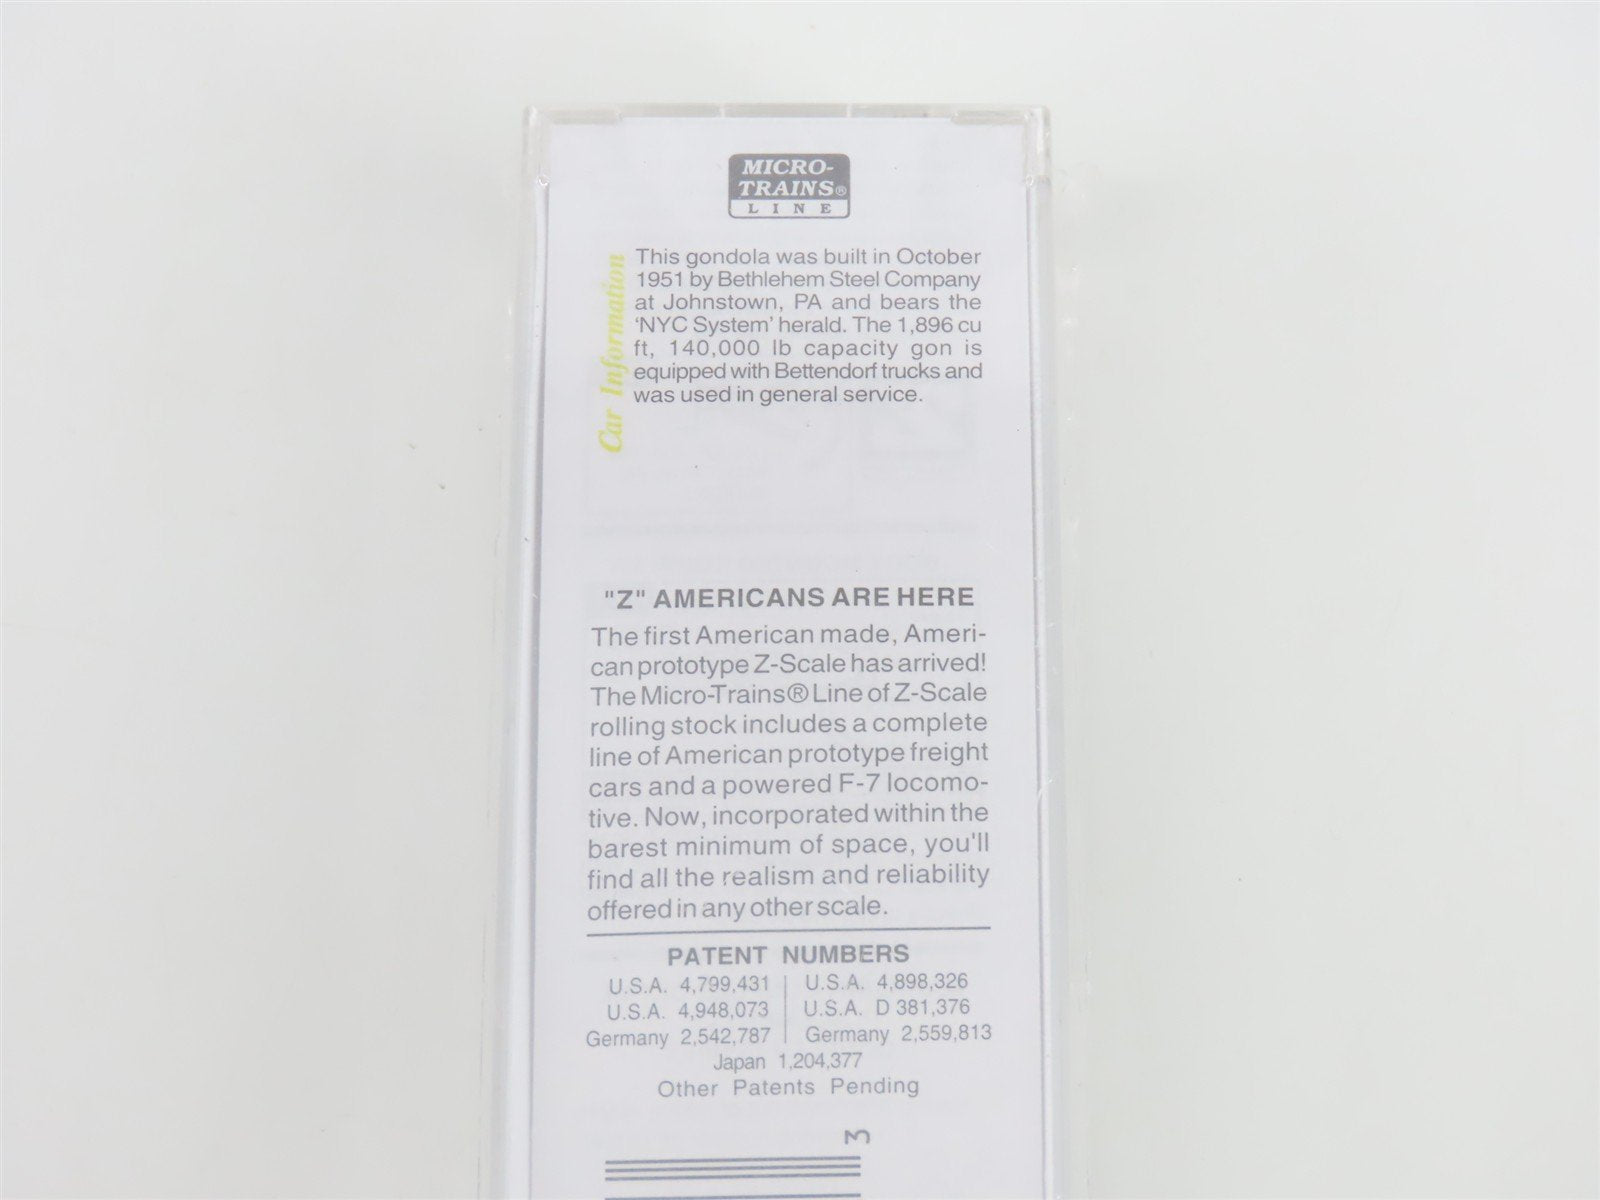 MICRO-
TRAINS®
LINE
Car Information
This gondola was built in October
1951 by Bethlehem Steel Company
at Johnstown, PA and bears the
'NYC System' herald. The 1,896 cu
ft, 140,000 lb capacity gon is
equipped with Bettendorf trucks and
was used in general service.
"Z" AMERICANS ARE HERE
The first American made, Ameri-
can prototype Z-Scale has arrived!
The Micro-Trains® Line of Z-Scale
rolling stock includes a complete
line of American prototype freight
cars and a powered F-7 locomo-
tive. Now, incorporated within the
barest minimum of space, you'll
find all the realism and reliability
offered in any other scale.
PATENT NUMBERS
U.S.A. 4,799,431 | U.S.A. 4,898,326
U.S.A. 4,948,073 | U.S.A. D 381,376
Germany 2,542,787 | Germany 2,559,813
Japan 1,204,377
Other Patents Pending
3